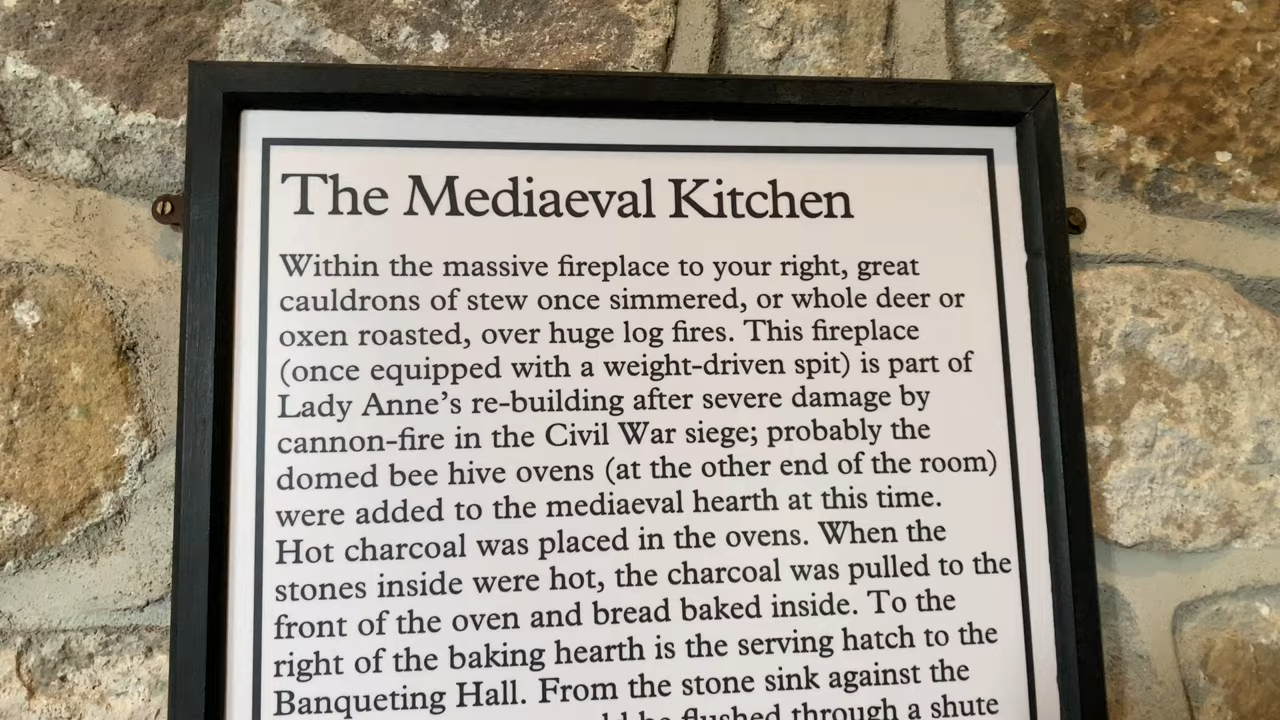 The Mediaeval Kitchen
Within the massive fireplace to your right, great
cauldrons of stew once simmered, or whole deer or
oxen roasted, over huge log fires. This fireplace
(once equipped with a weight-driven spit) is part of
Lady Anne's re-building after severe damage by
cannon-fire in the Civil War siege; probably the
domed bee hive ovens (at the other end of the room)
were added to the mediaeval hearth at this time.
Hot charcoal was placed in the ovens. When the
stones inside were hot, the charcoal was pulled to the
front of the oven and bread baked inside. To the
right of the baking hearth is the serving hatch to the
Banqueting Hall. From the stone sink against the
be flushed through a shute